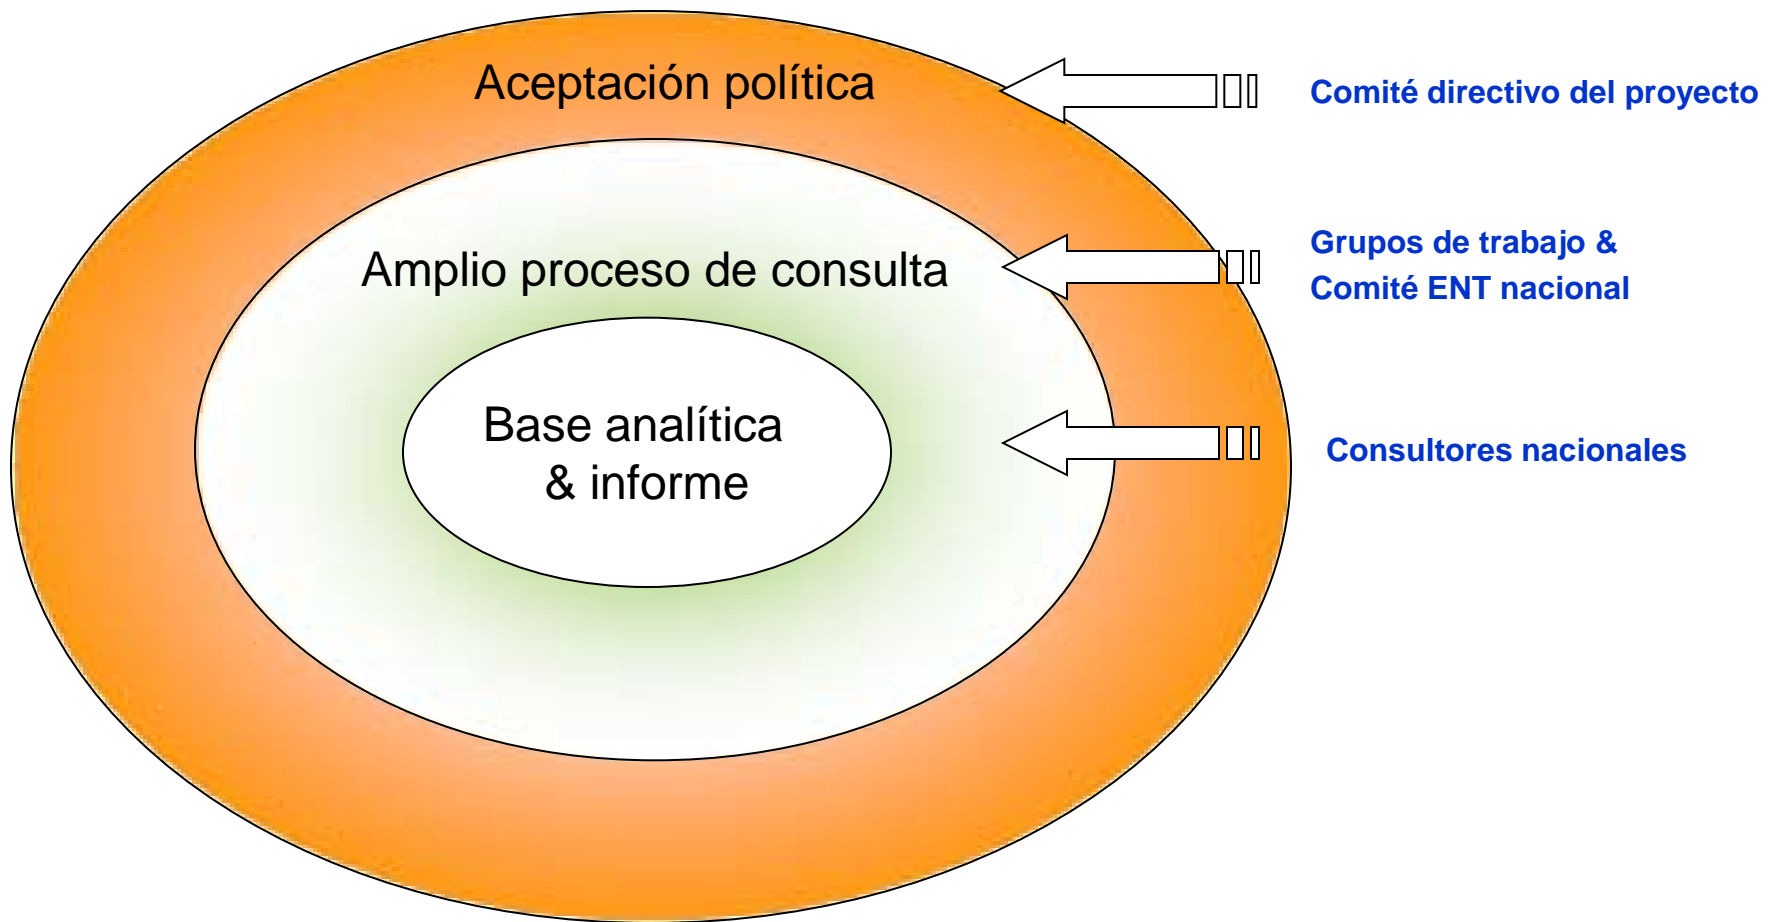 Aceptación política
Comité directivo del proyecto
Amplio proceso de consulta
Grupos de trabajo &
Comité ENT nacional
Base analítica
& informe
Consultores nacionales